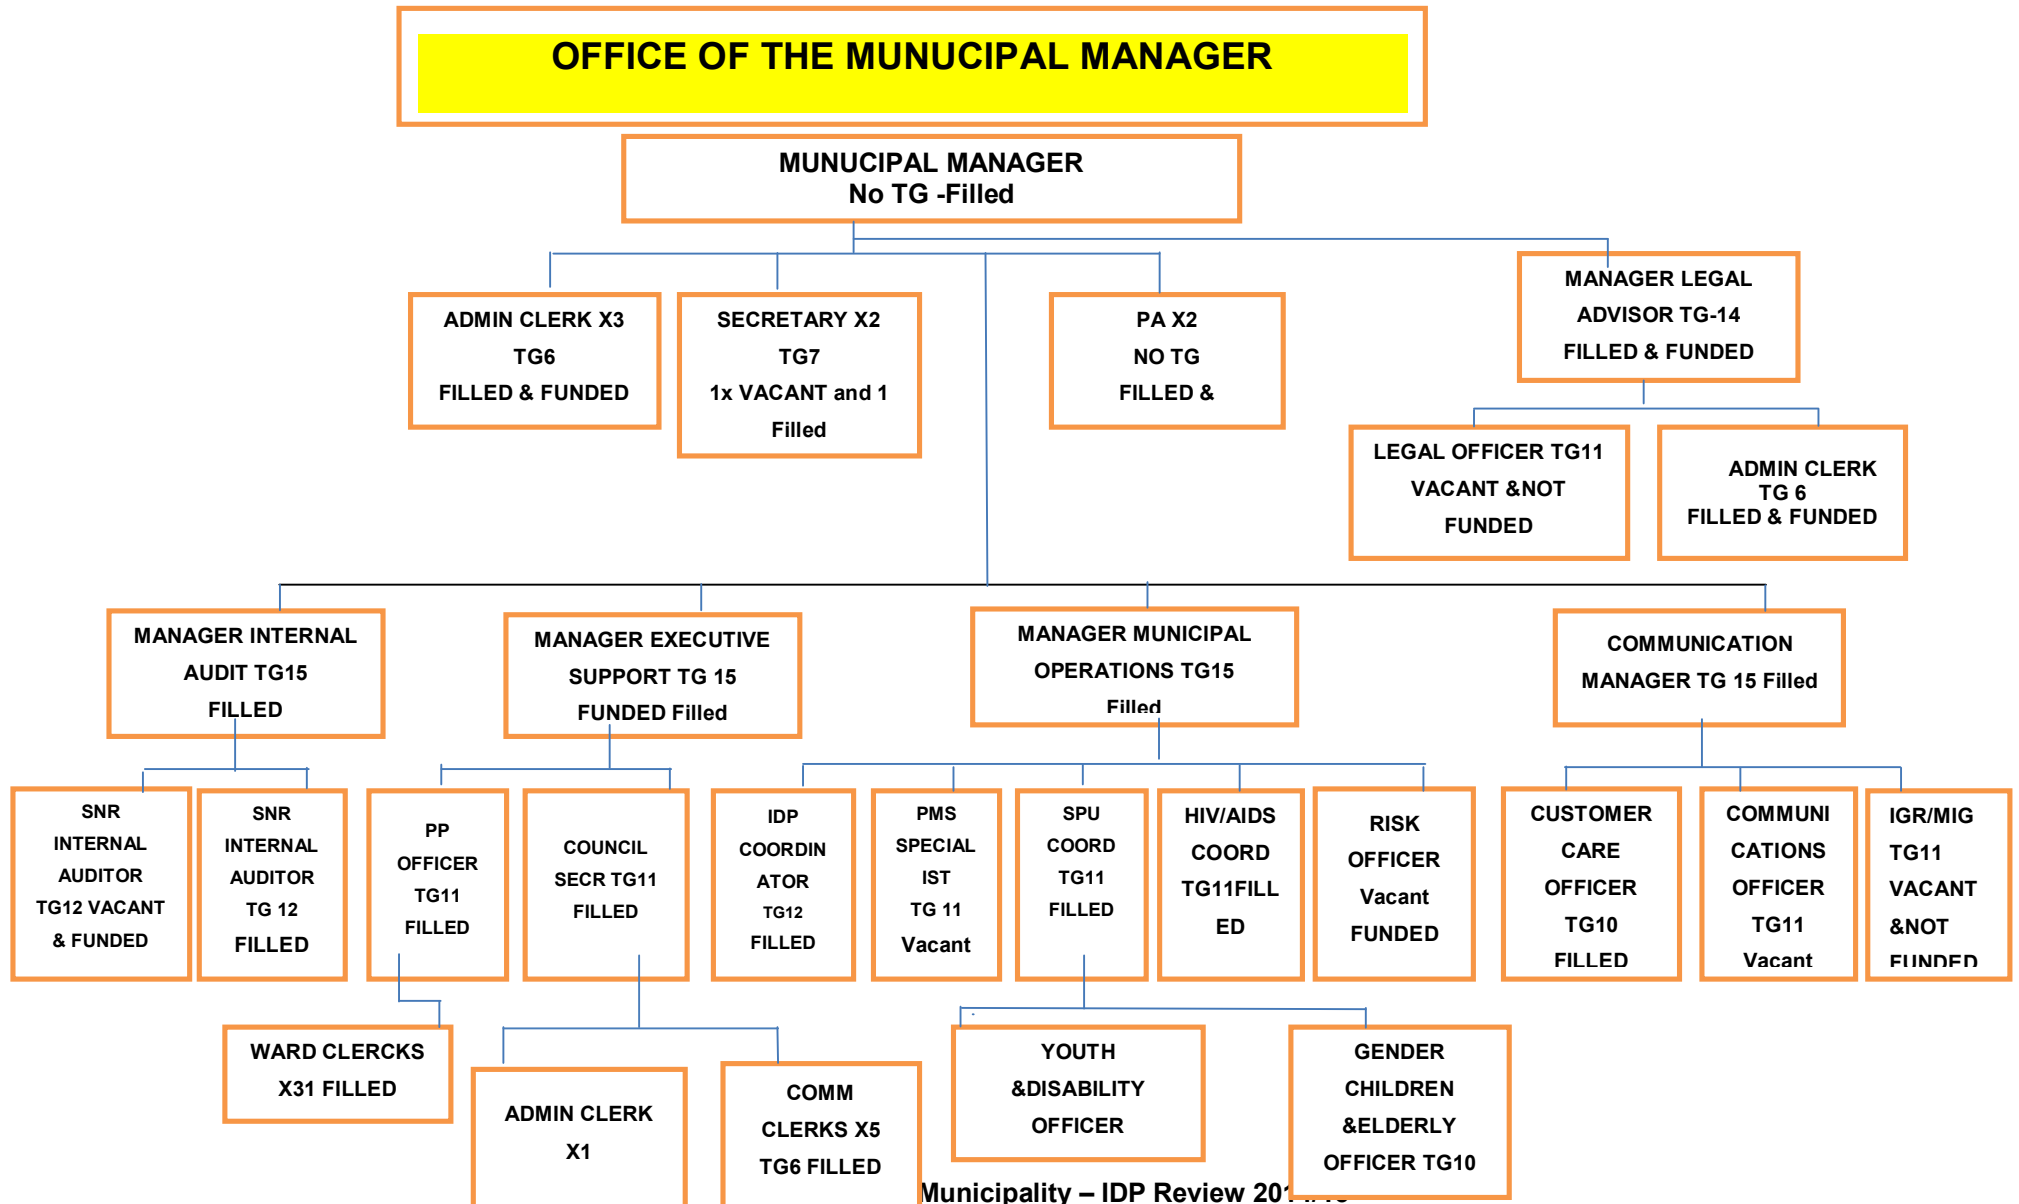 OFFICE OF THE MUNUCIPAL MANAGER
MUNUCIPAL MANAGER
No TG -Filled
ADMIN CLERK X3
TG6
FILLED & FUNDED
SECRETARY X2
TG7
1x VACANT and 1
Filled
PA X2
NO TG
FILLED &
MANAGER LEGAL
ADVISOR TG-14
FILLED & FUNDED
LEGAL OFFICER TG11
VACANT &NOT
FUNDED
ADMIN CLERK
TG 6
FILLED & FUNDED
MANAGER INTERNAL
AUDIT TG15
FILLED
MANAGER EXECUTIVE
SUPPORT TG 15
FUNDED Filled
MANAGER MUNICIPAL
OPERATIONS TG15
Filled
COMMUNICATION
MANAGER TG 15 Filled
SNR
INTERNAL
AUDITOR
TG12 VACANT
& FUNDED
SNR
INTERNAL
AUDITOR
TG 12
FILLED
PP
OFFICER
TG11
FILLED
COUNCIL
SECR TG11
FILLED
IDP
COORDIN
ATOR
TG12
FILLED
PMS
SPECIAL
IST
TG 11
Vacant
SPU
COORD
TG11
FILLED
HIV/AIDS
COORD
TG11FILL
ED
RISK
OFFICER
Vacant
FUNDED
CUSTOMER
CARE
OFFICER
TG10
FILLED
COMMUNI
CATIONS
OFFICER
TG11
Vacant
IGR/MIG
TG11
VACANT
&NOT
FUNDED
WARD CLERCKS
X31 FILLED
ADMIN CLERK
X1
COMM
CLERKS X5
TG6 FILLED
YOUTH
&DISABILITY
OFFICER
GENDER
CHILDREN
&ELDERLY
OFFICER TG10
Municipality – IDP Review